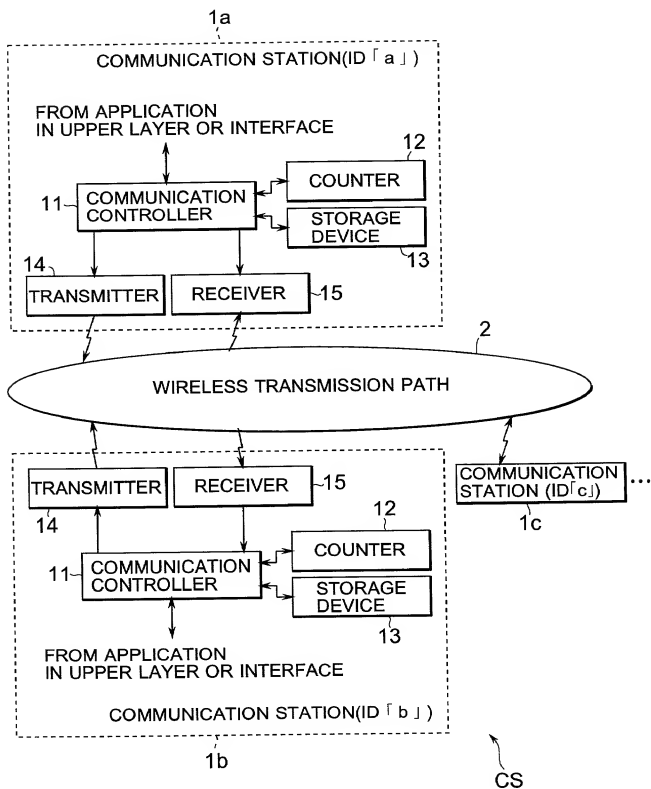 1a
COMMUNICATION STATION(ID「a」)
FROM APPLICATION
IN UPPER LAYER OR INTERFACE
12
COUNTER
11
COMMUNICATION
CONTROLLER
STORAGE
DEVICE
13
14
TRANSMITTER
RECEIVER
15
2
WIRELESS TRANSMISSION PATH
TRANSMITTER
14
RECEIVER
15
COMMUNICATION
STATION (ID「c」)
...
1c
12
COUNTER
11
COMMUNICATION
CONTROLLER
STORAGE
DEVICE
13
FROM APPLICATION
IN UPPER LAYER OR INTERFACE
COMMUNICATION STATION(ID「b」)
1b
CS